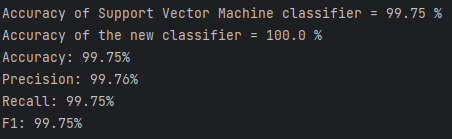 Accuracy of Support Vector Machine classifier = 99.75 %
Accuracy of the new classifier = 100.0 %
Accuracy: 99.75%
Precision: 99.76%
Recall: 99.75%
F1: 99.75%